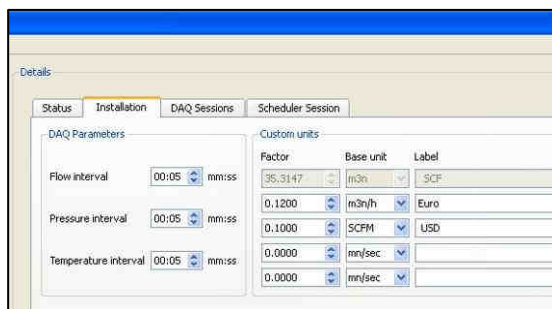 Details
Status Installation DAQ Sessions Scheduler Session
DAQ Parameters
Flow interval 00:05 mm:ss
Pressure interval 00:05 mm:ss
Temperature interval 00:05 mm:ss
Custom units
Factor Base unit Label
35.3147 m3n SCF
0.1200 m3n/h Euro
0.1000 SCFM USD
0.0000 mn/sec
0.0000 mn/sec